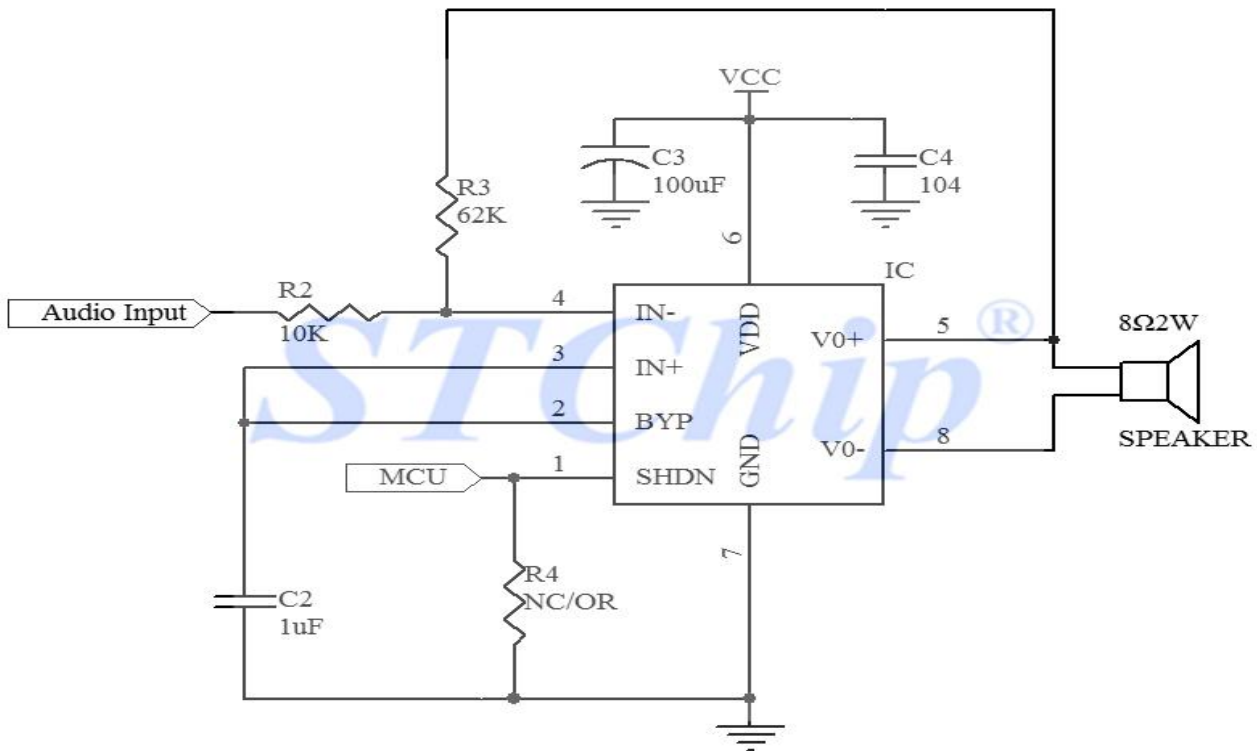 VCC
C3
100uF
C4
104
R3
62K
6
IC
Audio Input
R2
10K
4
IN-
VDD
V0+
5
®
8Ω2W
3
IN+
STChip
2
BYP
SPEAKER
MCU
1
SHDN
GND
V0-
8
7
R4
NC/OR
C2
1uF